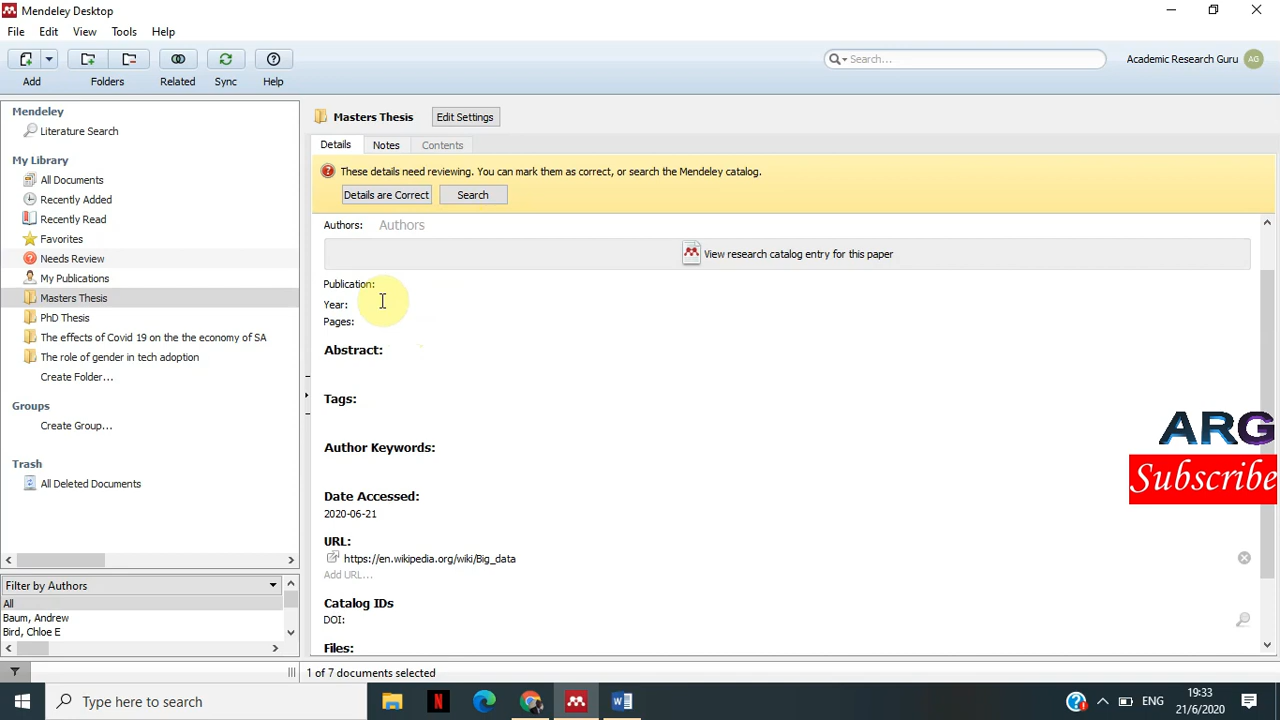 Mendeley Desktop
File Edit View Tools Help
Search...
Academic Research Guru AG
Add Folders Related Sync Help
Mendeley
Literature Search
My Library
All Documents
Recently Added
Recently Read
Favorites
Needs Review
My Publications
Masters Thesis
PhD Thesis
The effects of Covid 19 on the the economy of SA
The role of gender in tech adoption
Create Folder...
Groups
Create Group...
Trash
All Deleted Documents
Filter by Authors
All
Baum, Andrew
Bird, Chloe E
Masters Thesis Edit Settings
Details Notes Contents
These details need reviewing. You can mark them as correct, or search the Mendeley catalog.
Details are Correct Search
Authors: Authors
View research catalog entry for this paper
Publication:
Year:
Pages:
Abstract:
Tags:
Author Keywords:
Date Accessed:
2020-06-21
URL:
https://en.wikipedia.org/wiki/Big_data
Add URL...
Catalog IDs
DOI:
Files:
ARG
Subscribe
1 of 7 documents selected
Type here to search
ENG
19:33
21/6/2020